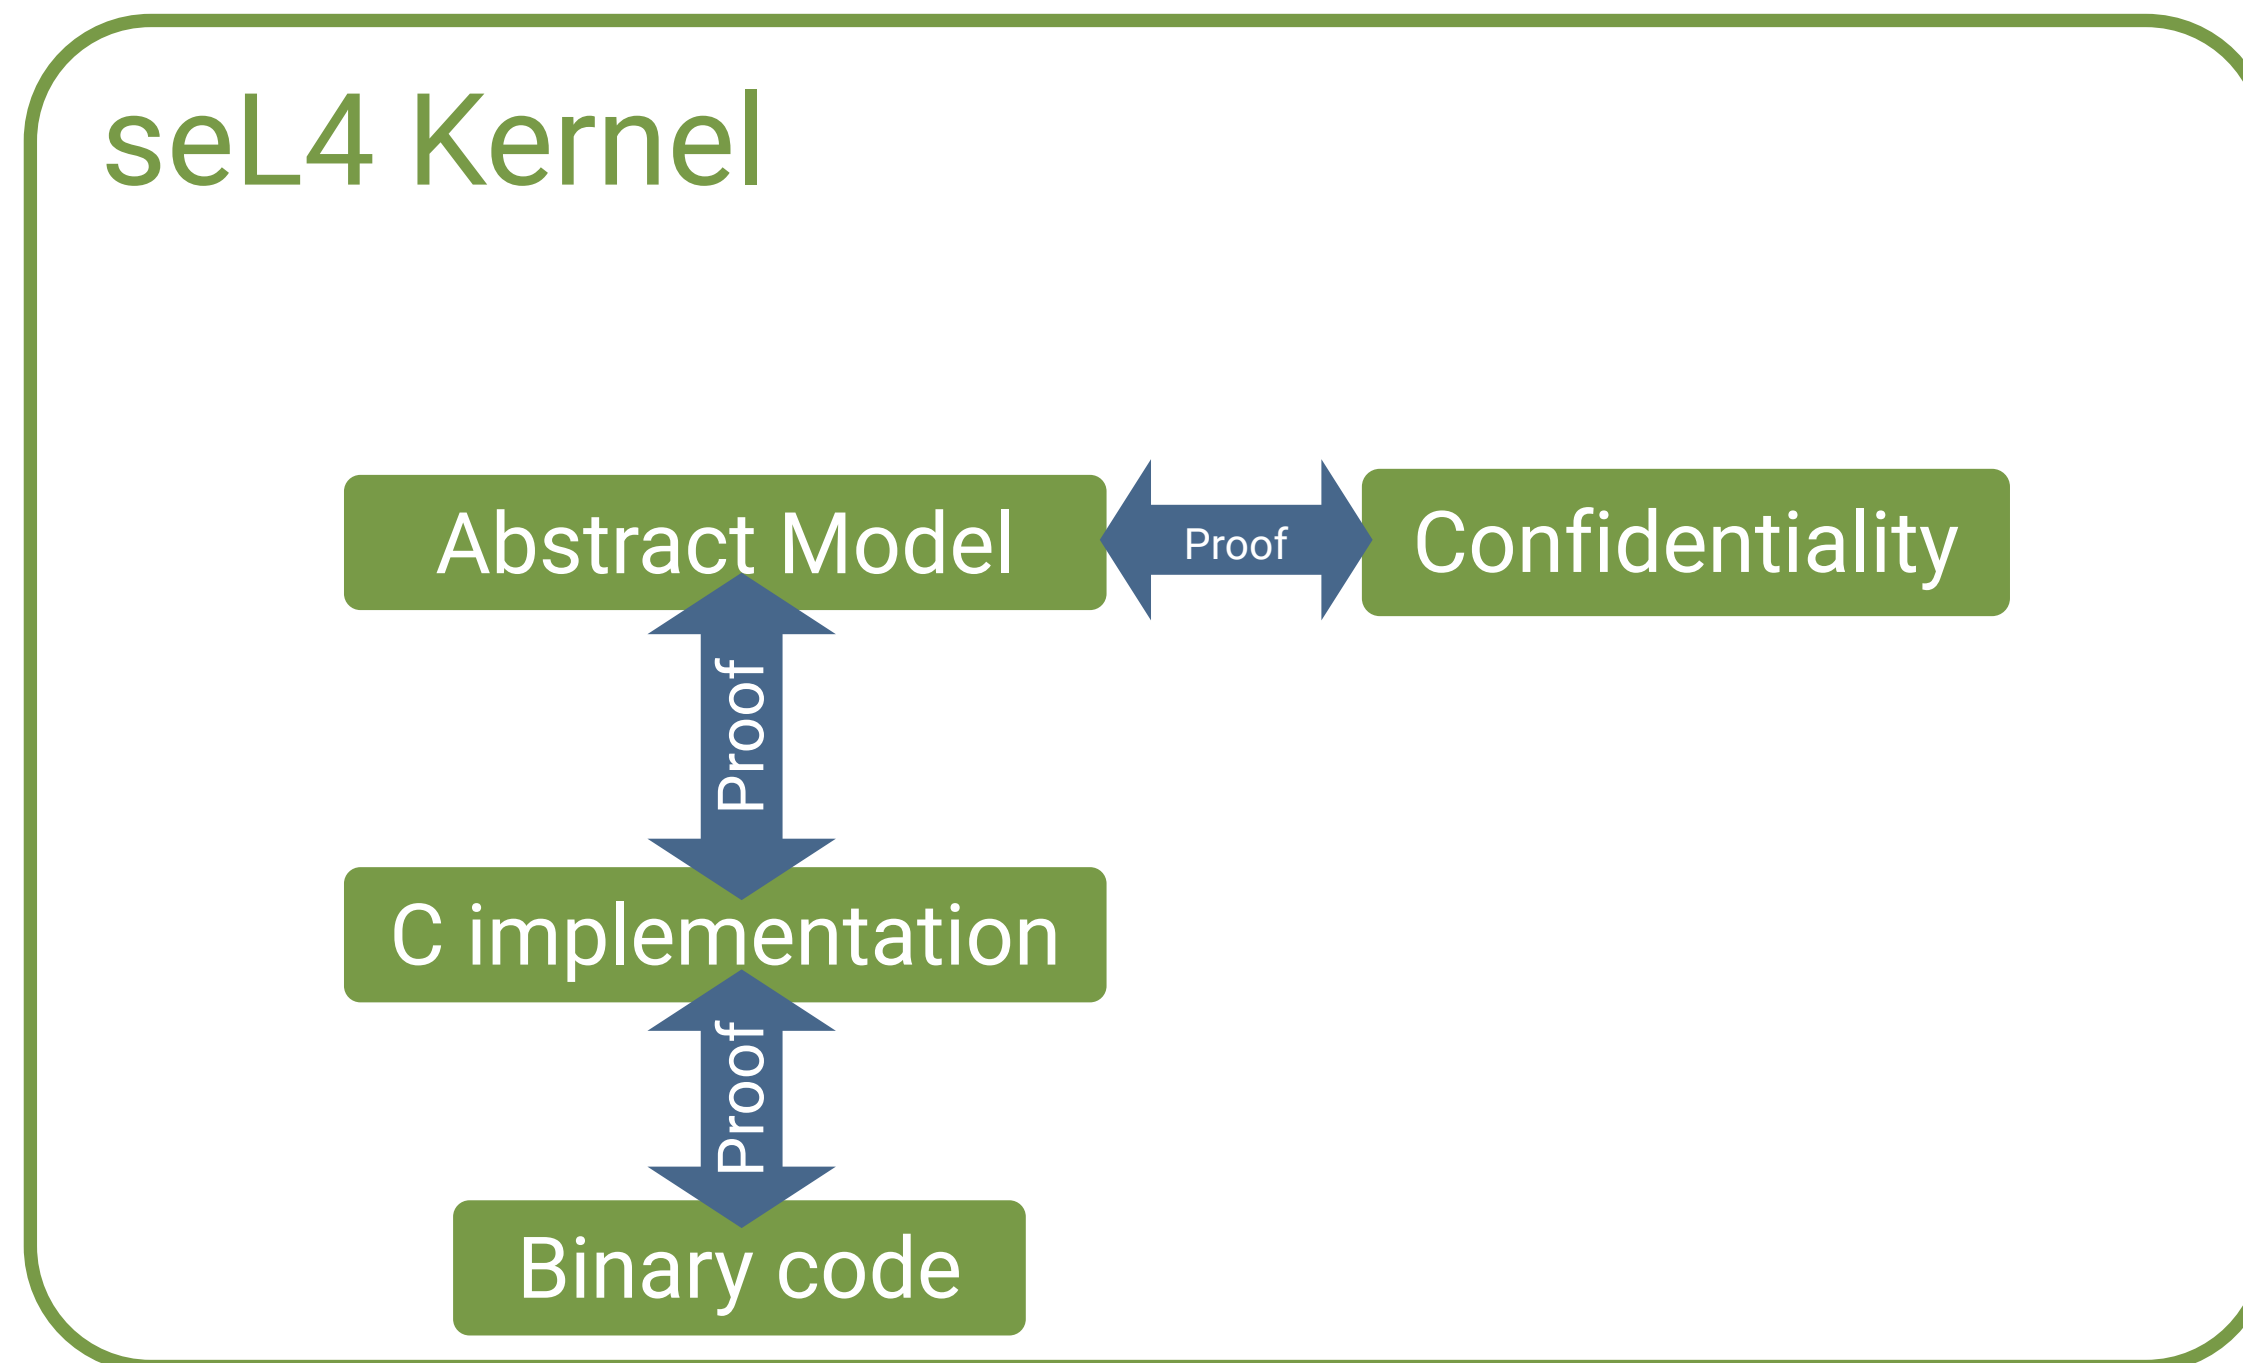 seL4 Kernel
Abstract Model
Proof
Confidentiality
Proof
C implementation
Proof
Binary code